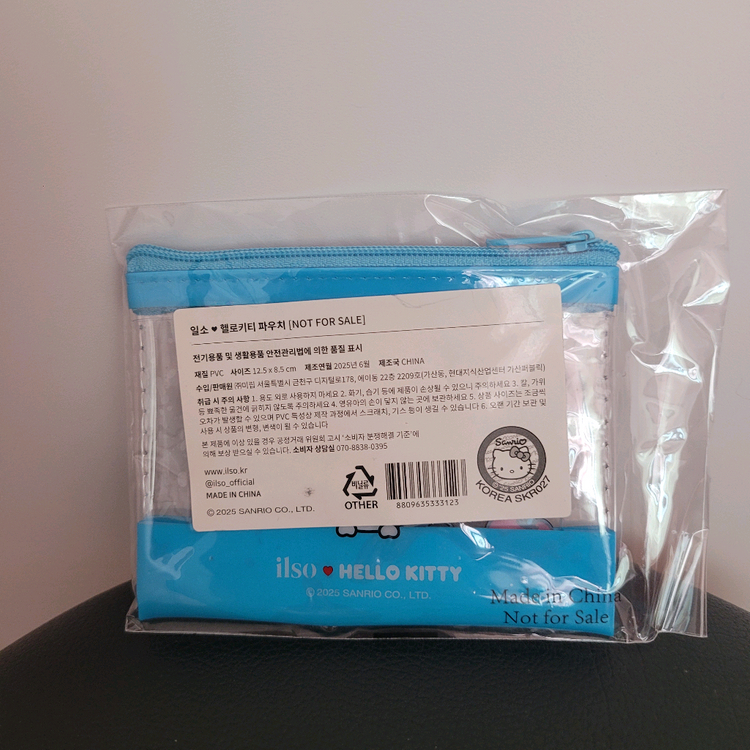 일소 ♥ 헬로키티 파우치 [NOT FOR SALE]
전기용품 및 생활용품 안전관리법에 의한 품질 표시
재질 PVC 사이즈 12.5 x 8.5 cm 제조연월 2025년 6월 제조국 CHINA
수입/판매원 ㈜미립 서울특별시 금천구 디지털로178, 에이동 22층 2209호(가산동, 현대지식산업센터 가산퍼블릭)
취급 시 주의 사항 1. 용도 외로 사용하지 마세요 2. 화기, 습기 등에 제품이 손상될 수 있으니 주의하세요 3. 칼, 가위
등 뾰족한 물건에 긁히지 않도록 주의하세요 4. 영유아의 손이 닿지 않는 곳에 보관하세요 5. 상품 사이즈는 조금씩
오차가 발생할 수 있으며 PVC 특성상 제작 과정에서 스크래치, 기스 등이 생길 수 있습니다 6. 오랜 기간 보관 및
사용 시 상품의 변형, 변색이 될 수 있습니다
본 제품에 이상 있을 경우 공정거래 위원회 고시 '소비자 분쟁해결 기준'에
의해 보상 받으실 수 있습니다. 소비자 상담실 070-8838-0395
www.ilso.kr
@ilso_official
MADE IN CHINA
© 2025 SANRIO CO., LTD.
비닐류
OTHER
8809635333123
Sanrio
©2025 SANRIO
KOREA SKR027
ilso ♥ HELLO KITTY
© 2025 SANRIO CO., LTD.
Made in China
Not for Sale